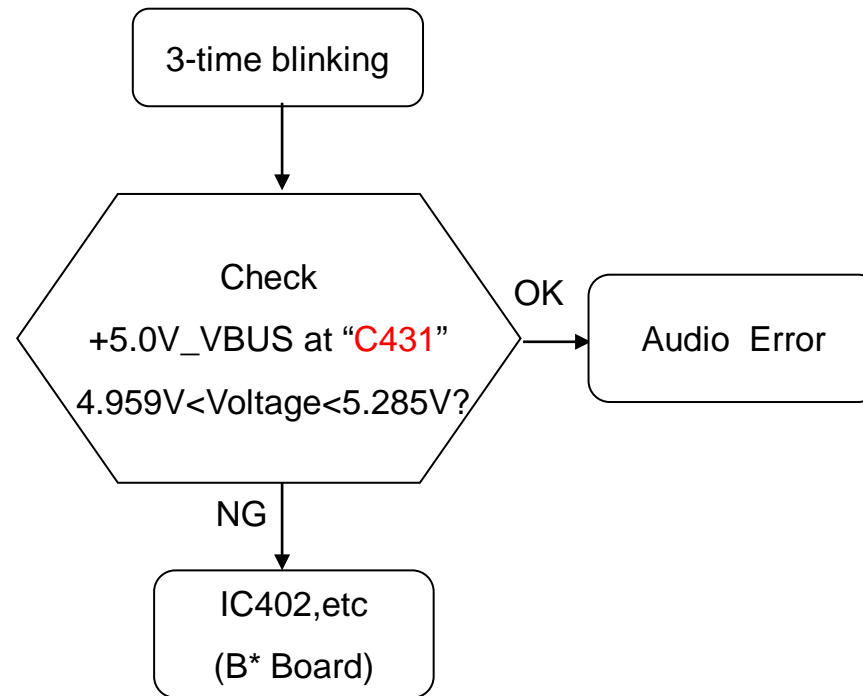 3-time blinking
Check
+5.0V_VBUS at “C431”
4.959V<Voltage<5.285V?
OK
Audio Error
NG
IC402,etc
(B* Board)